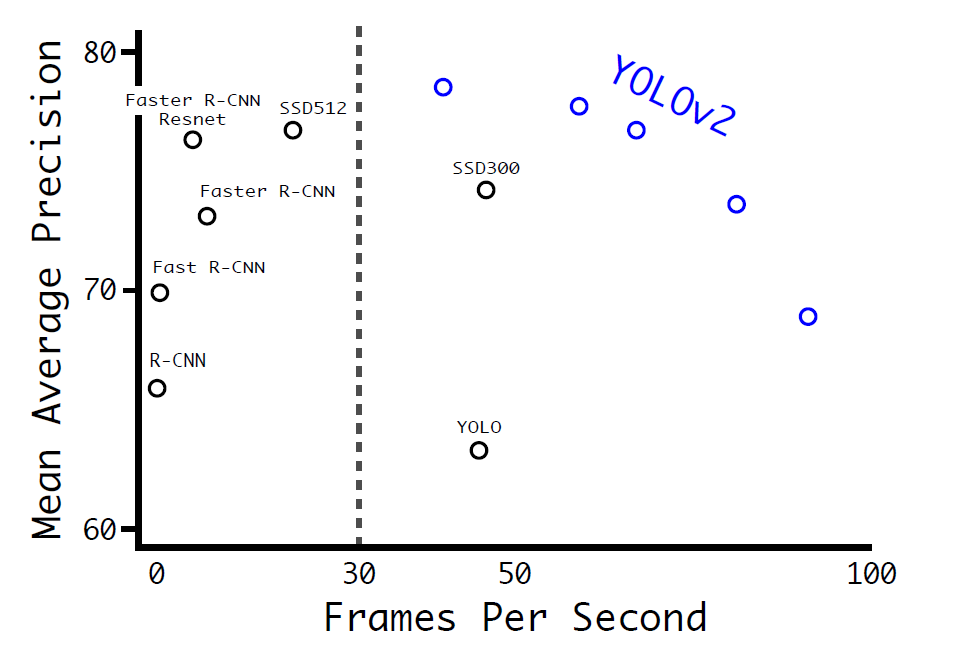 Mean Average Precision
80
70
60
Faster R-CNN
Resnet
SSD512
YOLOv2
SSD300
Faster R-CNN
Fast R-CNN
R-CNN
YOLO
0
30
50
100
Frames Per Second